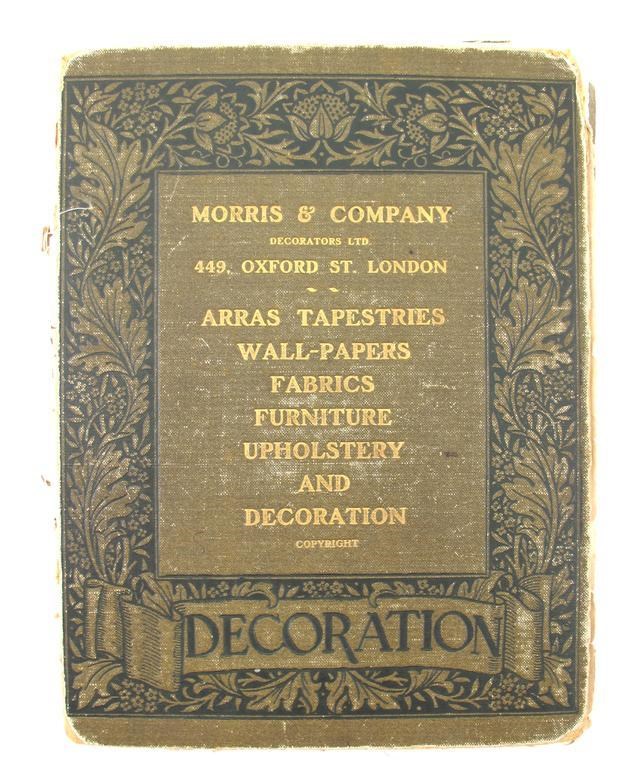 MORRIS & COMPANY
DECORATORS LTD.
449, OXFORD ST. LONDON
ARRAS TAPESTRIES
WALL-PAPERS
FABRICS
FURNITURE
UPHOLSTERY
AND
DECORATION
COPYRIGHT
DECORATION